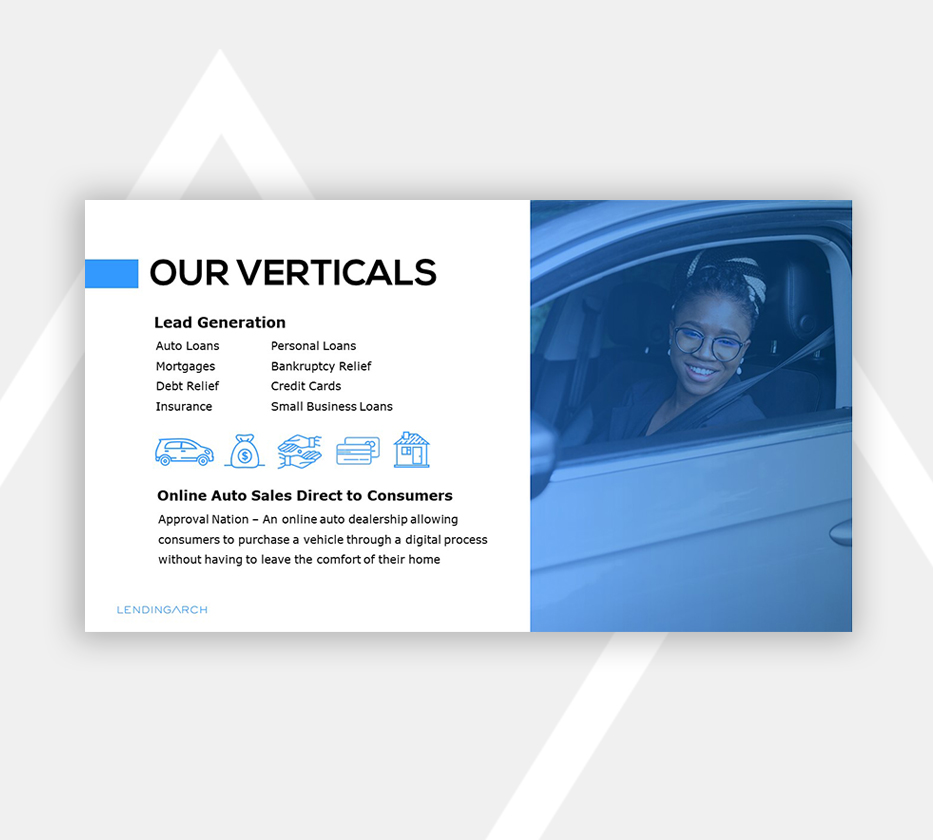 OUR VERTICALS
Lead Generation
Auto Loans
Mortgages
Debt Relief
Insurance
Personal Loans
Bankruptcy Relief
Credit Cards
Small Business Loans
$
Online Auto Sales Direct to Consumers
Approval Nation – An online auto dealership allowing
consumers to purchase a vehicle through a digital process
without having to leave the comfort of their home
LENDINGARCH